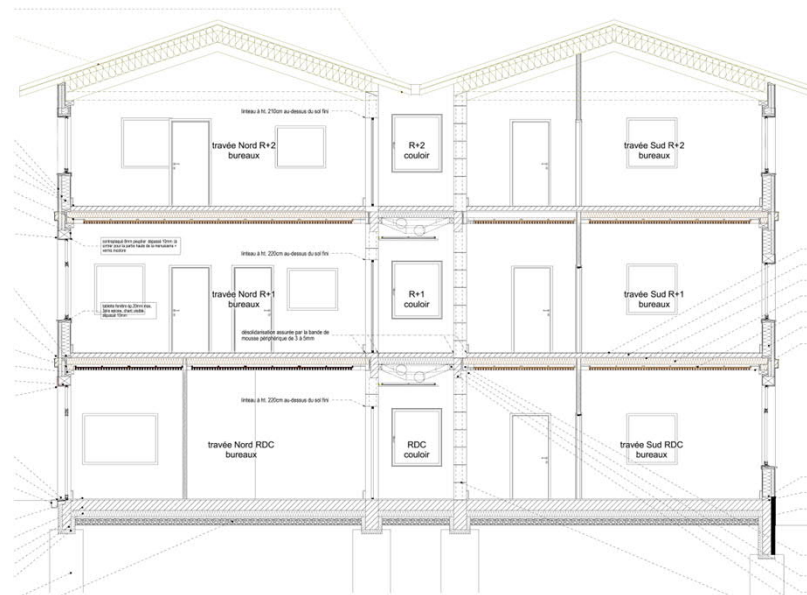 linteau à ht. 210cm au-dessus du sol fini
travée Nord R+2
bureaux
R+2
couloir
travée Sud R+2
bureaux
contreplaqué
linteau à ht. 220cm au-dessus du sol fini
travée Nord R+1
bureaux
R+1
couloir
travée Sud R+1
bureaux
désolidarisation assurée par la bande de
mousse périphérique de 3 à 5mm
linteau à ht. 220cm au-dessus du sol fini
travée Nord RDC
bureaux
RDC
couloir
travée Sud RDC
bureaux